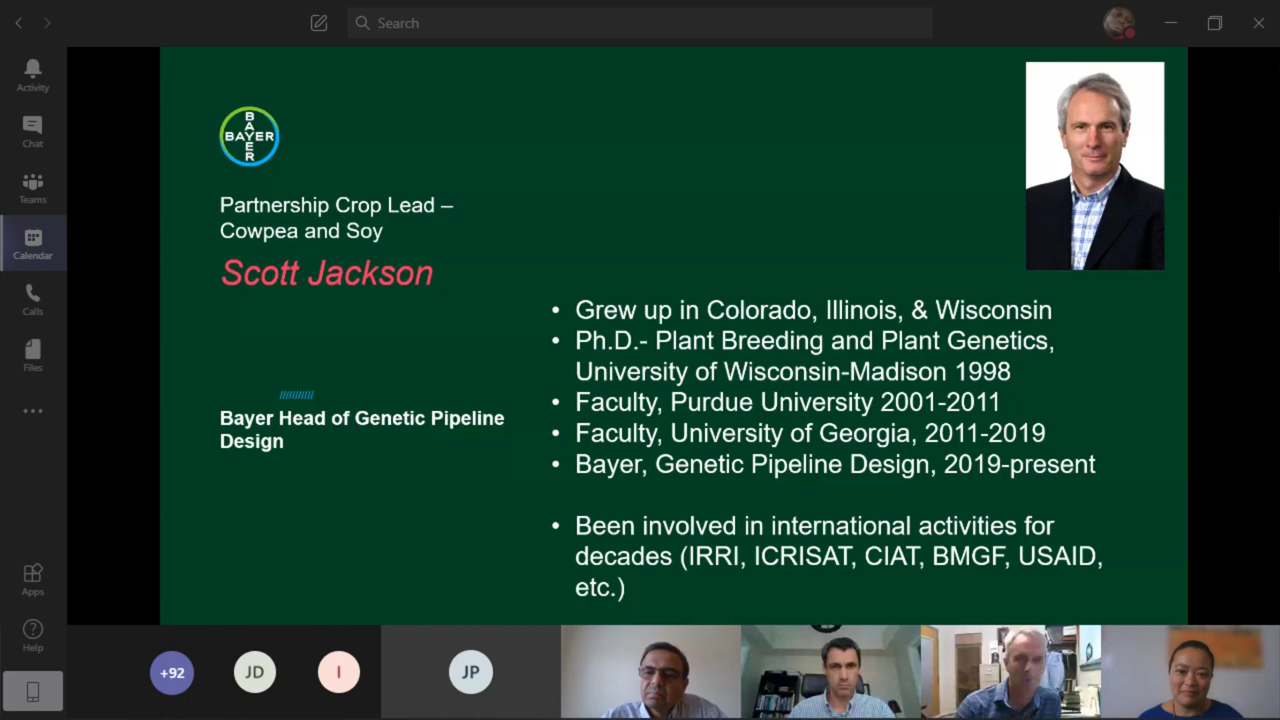 Search
Activity
Chat
Teams
Calendar
Calls
Files
Apps
Help
BAYER
BAYER
Partnership Crop Lead –
Cowpea and Soy
Scott Jackson
///////////
Bayer Head of Genetic Pipeline
Design
• Grew up in Colorado, Illinois, & Wisconsin
• Ph.D.- Plant Breeding and Plant Genetics,
University of Wisconsin-Madison 1998
• Faculty, Purdue University 2001-2011
• Faculty, University of Georgia, 2011-2019
• Bayer, Genetic Pipeline Design, 2019-present
• Been involved in international activities for
decades (IRRI, ICRISAT, CIAT, BMGF, USAID,
etc.)
+92
JD
I
JP